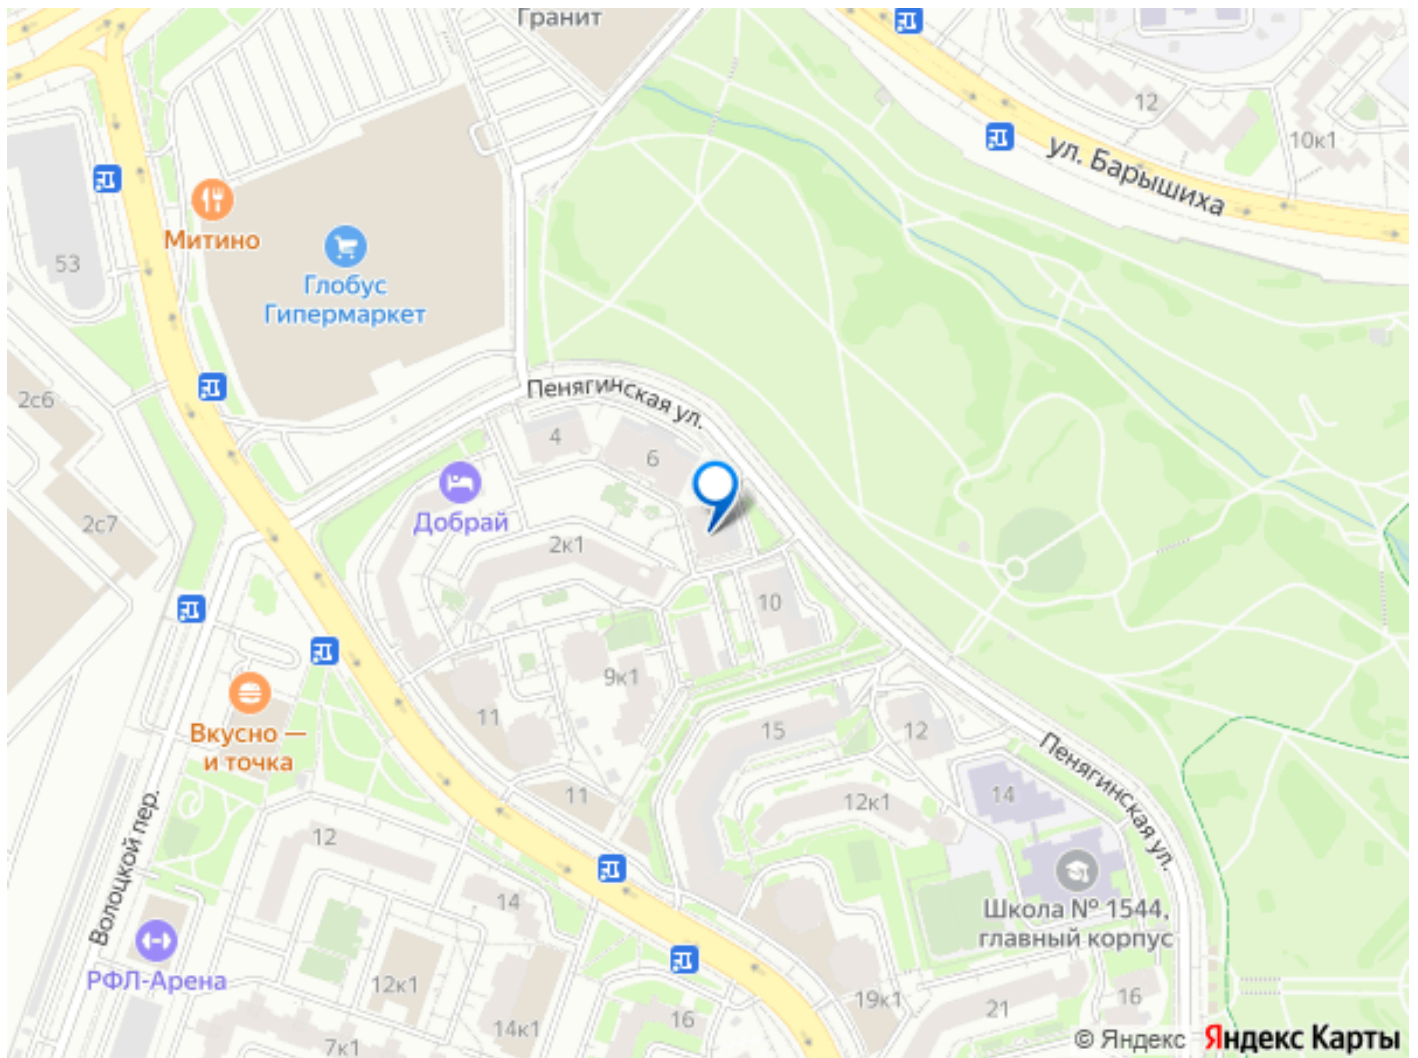 Гранит
12
10к1
ул. Барышиха
Митино
53
Глобус
Гипермаркет
2с6
Пенягинская ул.
4
6
Добрай
2с7
2к1
10
9к1
11
15
12
Вкусно —
и точка
Пенягинская ул.
14
11
12к1
12
Волоцкой пер.
14
Школа № 1544,
главный корпус
РФЛ-Арена
12к1
19к1
21
16
14к1
16
7к1
© Яндекс Яндекс Карты